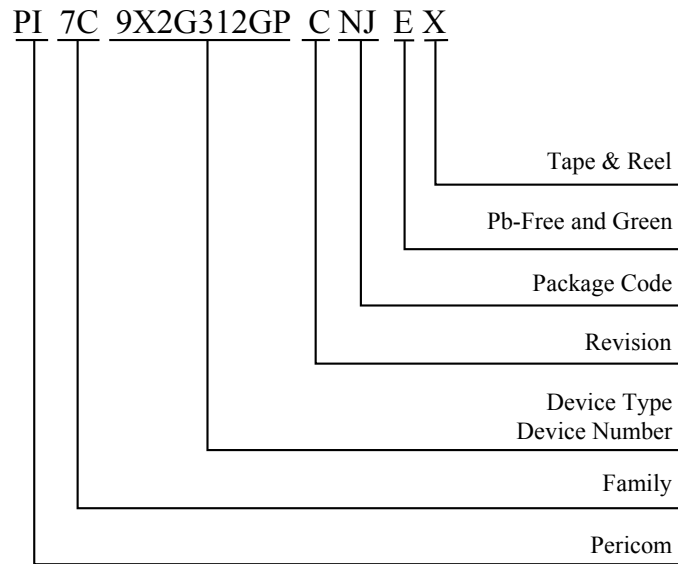 PI 7C 9X2G312GP C NJ E X
Tape & Reel
Pb-Free and Green
Package Code
Revision
Device Type
Device Number
Family
Pericom